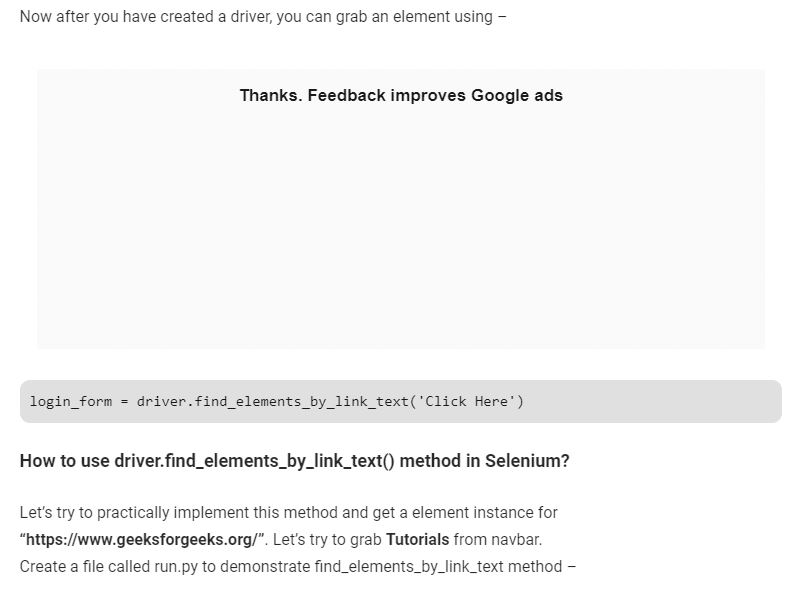 Now after you have created a driver, you can grab an element using –
Thanks. Feedback improves Google ads
login_form = driver.find_elements_by_link_text('Click Here')
How to use driver.find_elements_by_link_text() method in Selenium?
Let’s try to practically implement this method and get a element instance for
“https://www.geeksforgeeks.org/”. Let’s try to grab Tutorials from navbar.
Create a file called run.py to demonstrate find_elements_by_link_text method –